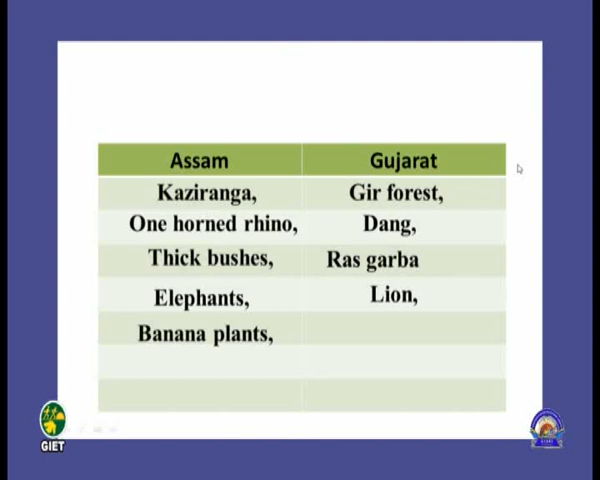 Assam Gujarat
Kaziranga, Gir forest,
One horned rhino, Dang,
Thick bushes, Ras garba
Elephants, Lion,
Banana plants,
GIET